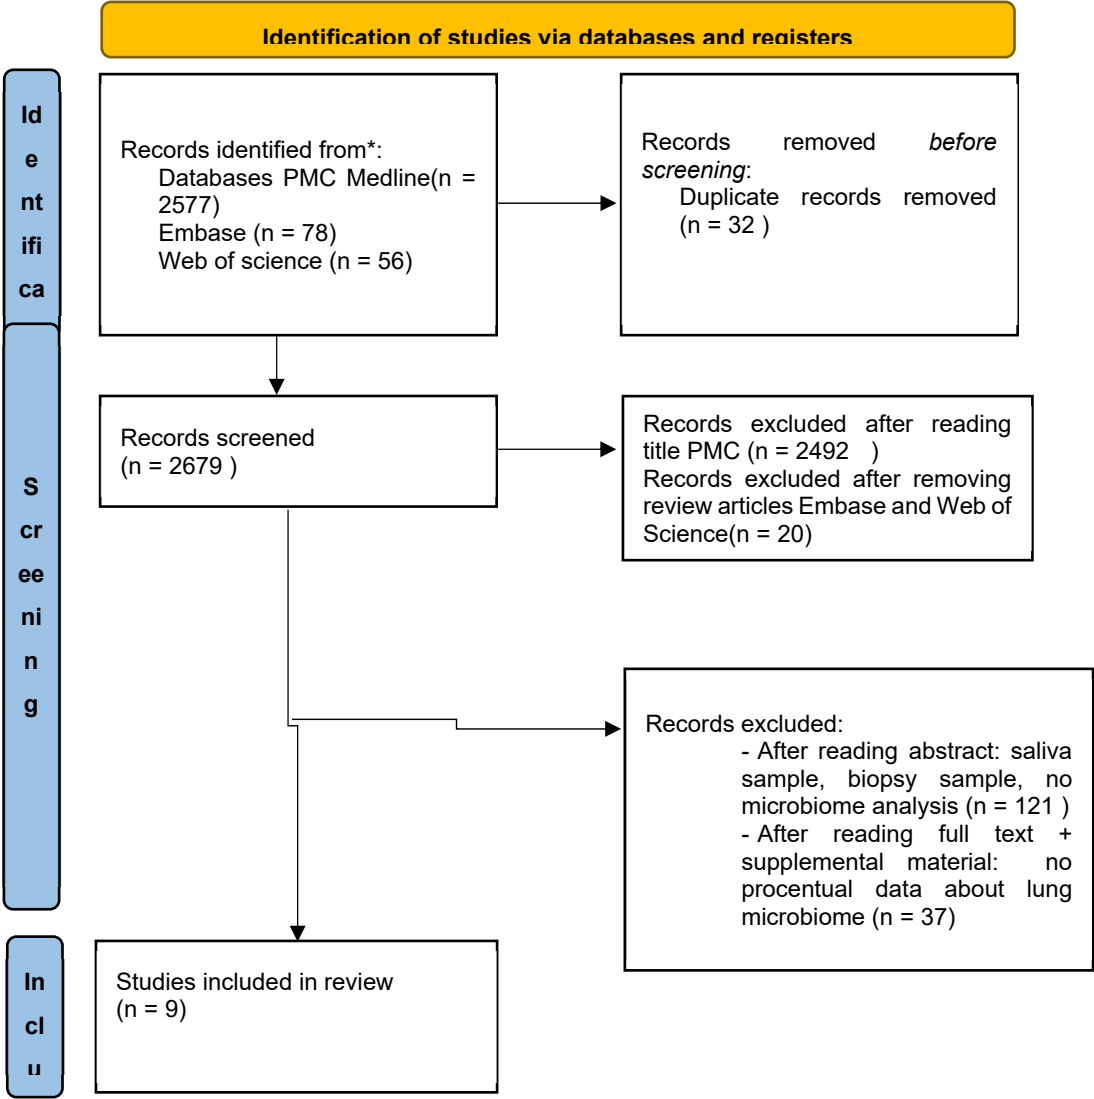 Identification of studies via databases and registers
Id
e
nt
ifi
ca
Records identified from*:
Databases PMC Medline(n =
2577)
Embase (n = 78)
Web of science (n = 56)
Records removed before
screening:
Duplicate records removed
(n = 32 )
S
cr
ee
ni
n
g
Records screened
(n = 2679 )
Records excluded after reading
title PMC (n = 2492 )
Records excluded after removing
review articles Embase and Web of
Science(n = 20)
Records excluded:
- After reading abstract: saliva
sample, biopsy sample, no
microbiome analysis (n = 121 )
- After reading full text +
supplemental material: no
procentual data about lung
microbiome (n = 37)
In
cl
u
Studies included in review
(n = 9)